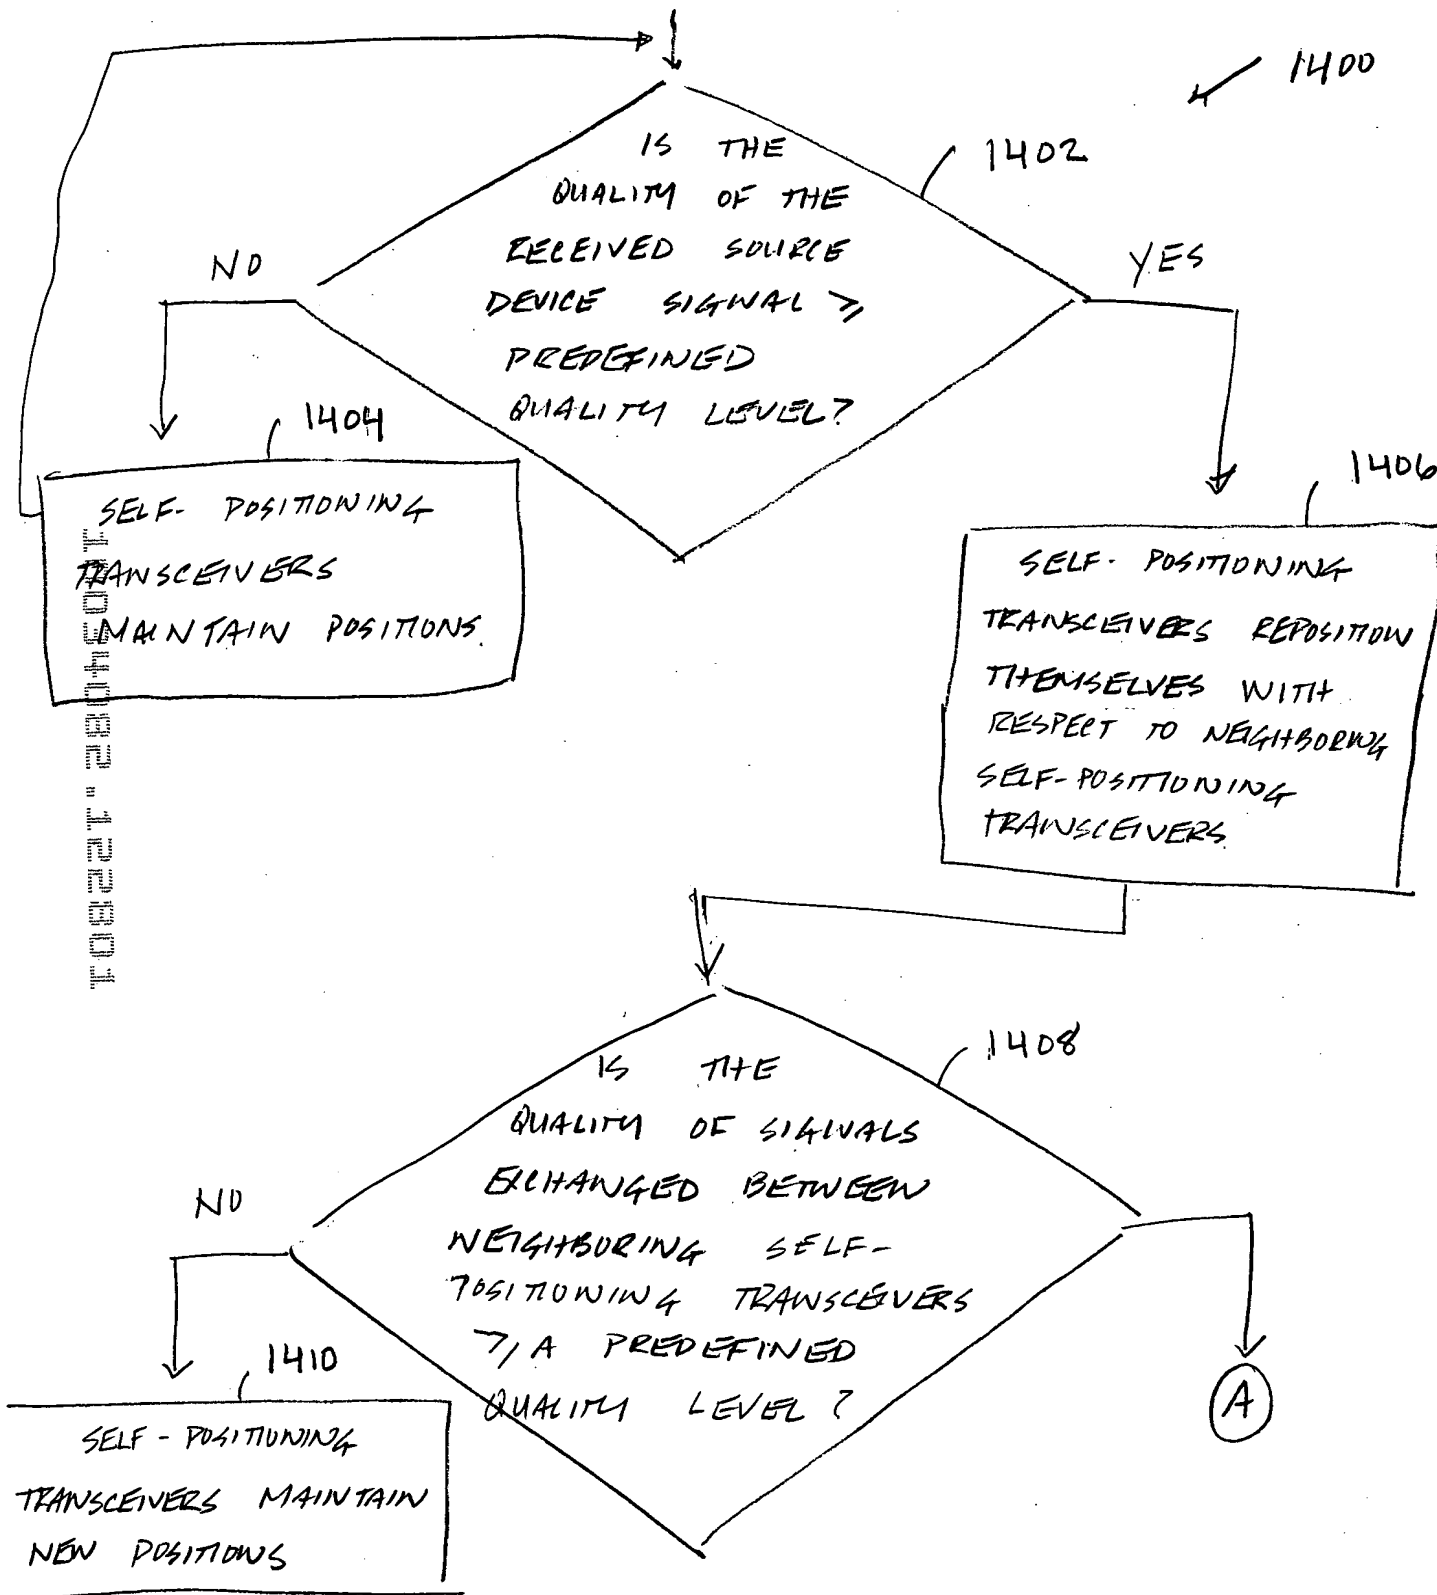 1400
1402
IS THE
QUALITY OF THE
RECEIVED SOURCE
DEVICE SIGNAL ≥
PREDEFINED
QUALITY LEVEL?
NO
YES
1404
SELF- POSITIONING
TRANSCEIVERS
MAINTAIN POSITIONS.
1406
SELF- POSITIONING
TRANSCEIVERS REPOSITION
THEMSELVES WITH
RESPECT TO NEIGHBORING
SELF-POSITIONING
TRANSCEIVERS.
10054082.122801
1408
IS THE
QUALITY OF SIGNALS
EXCHANGED BETWEEN
NEIGHBORING SELF-
POSITIONING TRANSCEIVERS
≥ A PREDEFINED
QUALITY LEVEL?
NO
A
1410
SELF-POSITIONING
TRANSCEIVERS MAINTAIN
NEW POSITIONS